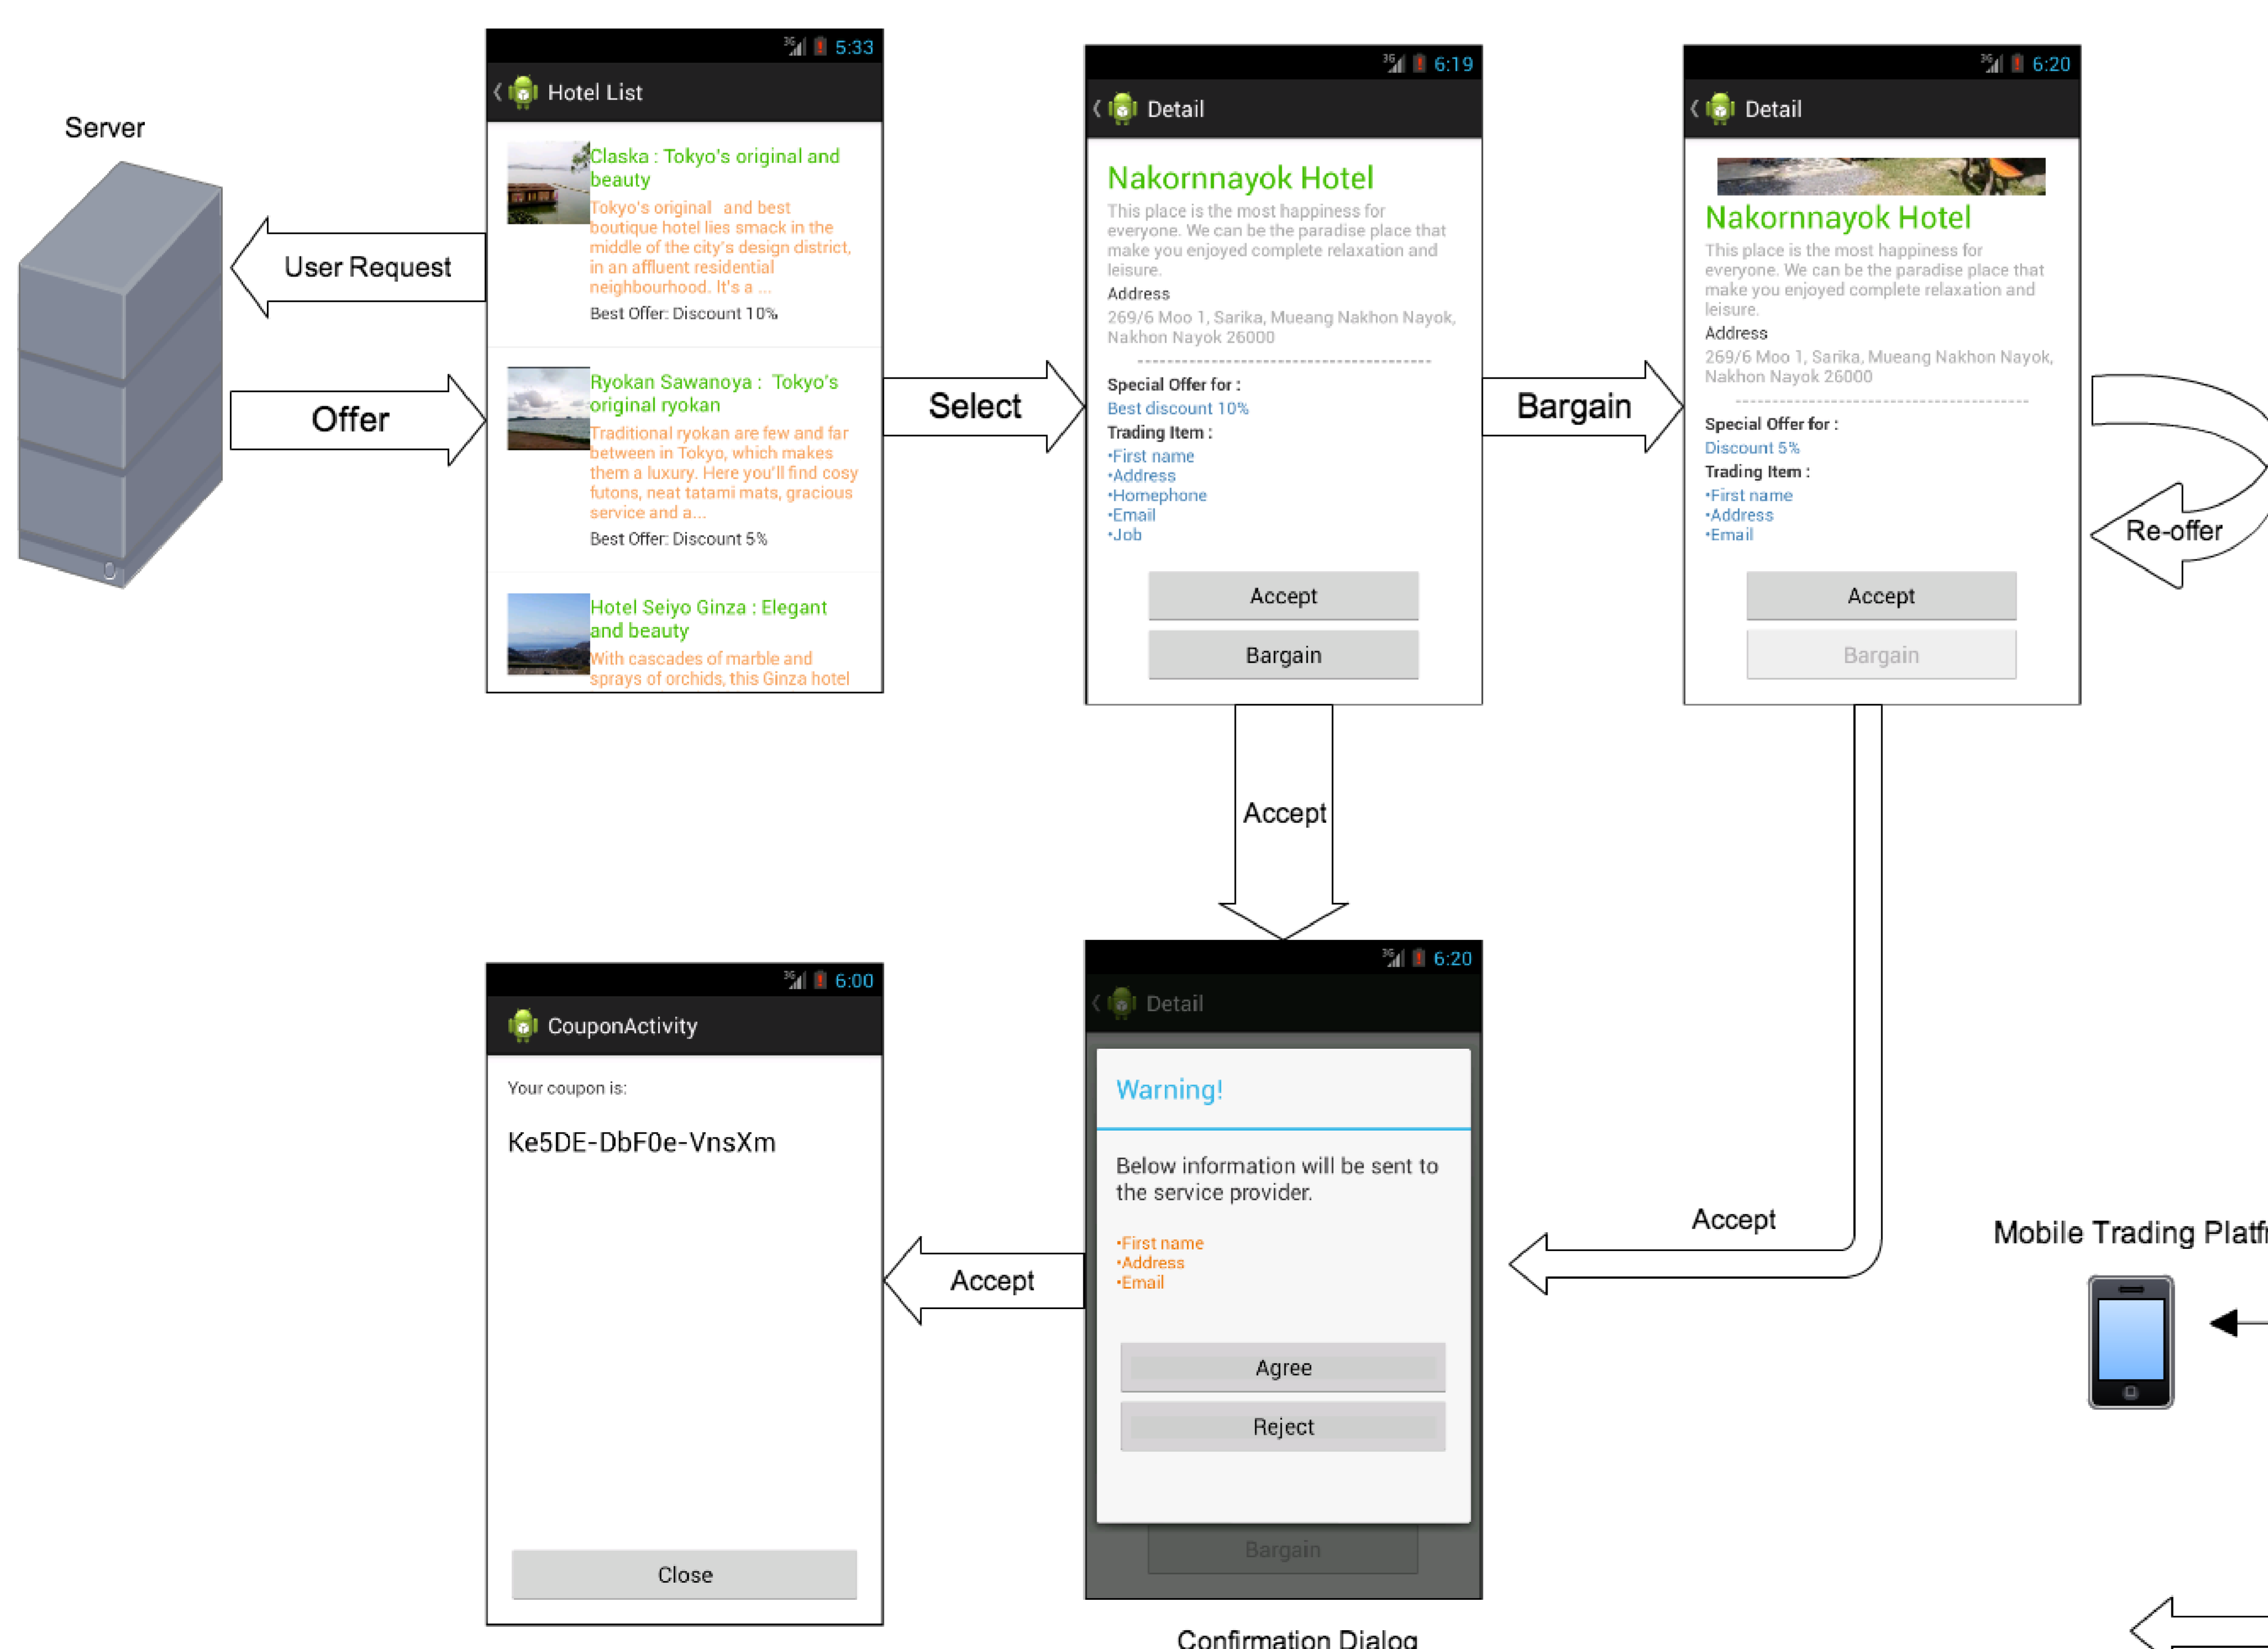 Server
User Request
Offer
3G 5:33
Hotel List
Claska : Tokyo's original and
beauty
Tokyo's original and best
boutique hotel lies smack in the
middle of the city's design district,
in an affluent residential
neighbourhood. It's a ...
Best Offer: Discount 10%
Ryokan Sawanoya : Tokyo's
original ryokan
Traditional ryokan are few and far
between in Tokyo, which makes
them a luxury. Here you'll find cosy
futons, neat tatami mats, gracious
service and a...
Best Offer: Discount 5%
Hotel Seiyo Ginza : Elegant
and beauty
With cascades of marble and
sprays of orchids, this Ginza hotel
Select
3G 6:19
Detail
Nakornnayok Hotel
This place is the most happiness for
everyone. We can be the paradise place that
make you enjoyed complete relaxation and
leisure.
Address
269/6 Moo 1, Sarika, Mueang Nakhon Nayok,
Nakhon Nayok 26000
----------------------------------------
Special Offer for :
Best discount 10%
Trading Item :
•First name
•Address
•Homephone
•Email
•Job
Accept
Bargain
Bargain
3G 6:20
Detail
Nakornnayok Hotel
This place is the most happiness for
everyone. We can be the paradise place that
make you enjoyed complete relaxation and
leisure.
Address
269/6 Moo 1, Sarika, Mueang Nakhon Nayok,
Nakhon Nayok 26000
----------------------------------------
Special Offer for :
Discount 5%
Trading Item :
•First name
•Address
•Email
Accept
Bargain
Re-offer
Accept
3G 6:00
CouponActivity
Your coupon is:
Ke5DE-DbF0e-VnsXm
Close
Accept
3G 6:20
Detail
Warning!
Below information will be sent to
the service provider.
•First name
•Address
•Email
Agree
Reject
Bargain
Confirmation Dialog
Accept
Mobile Trading